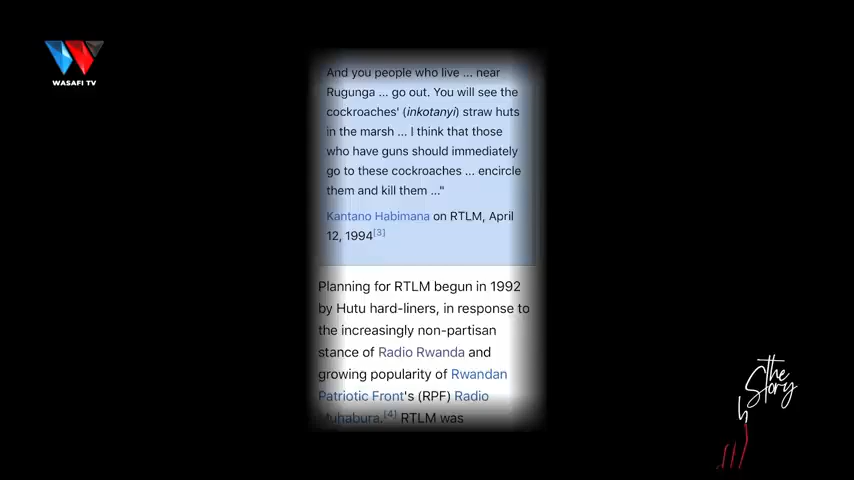 WASAFI TV
And you people who live ... near
Rugunga ... go out. You will see the
cockroaches' (inkotanyi) straw huts
in the marsh ... I think that those
who have guns should immediately
go to these cockroaches ... encircle
them and kill them ..."
Kantano Habimana on RTLM, April
12, 1994[3]
Planning for RTLM begun in 1992
by Hutu hard-liners, in response to
the increasingly non-partisan
stance of Radio Rwanda and
growing popularity of Rwandan
Patriotic Front's (RPF) Radio
Muhabura.[4] RTLM was
the
Story